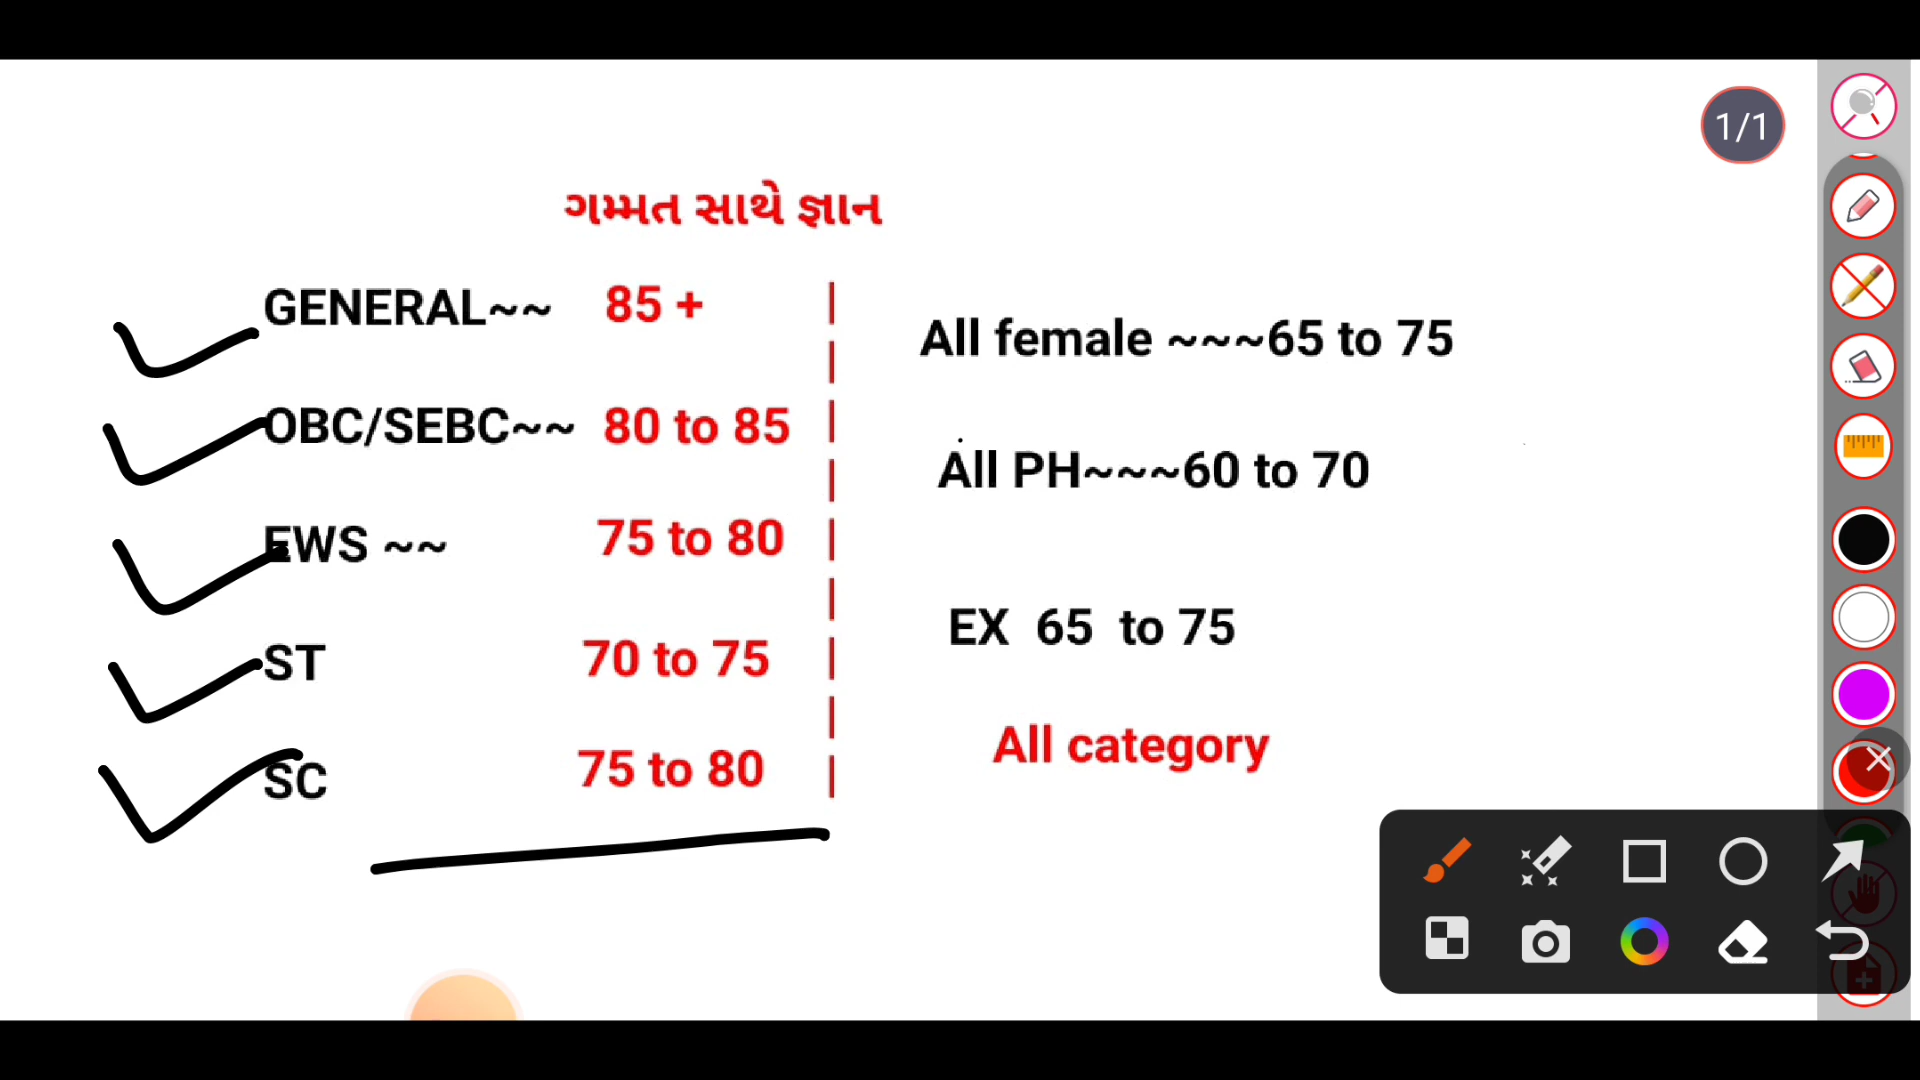 1/1
ગમ્મત સાથે જ્ઞાન
GENERAL~~ 85 +
OBC/SEBC~~ 80 to 85
EWS ~~ 75 to 80
ST 70 to 75
SC 75 to 80
All female ~~~65 to 75
All PH~~~60 to 70
EX 65 to 75
All category